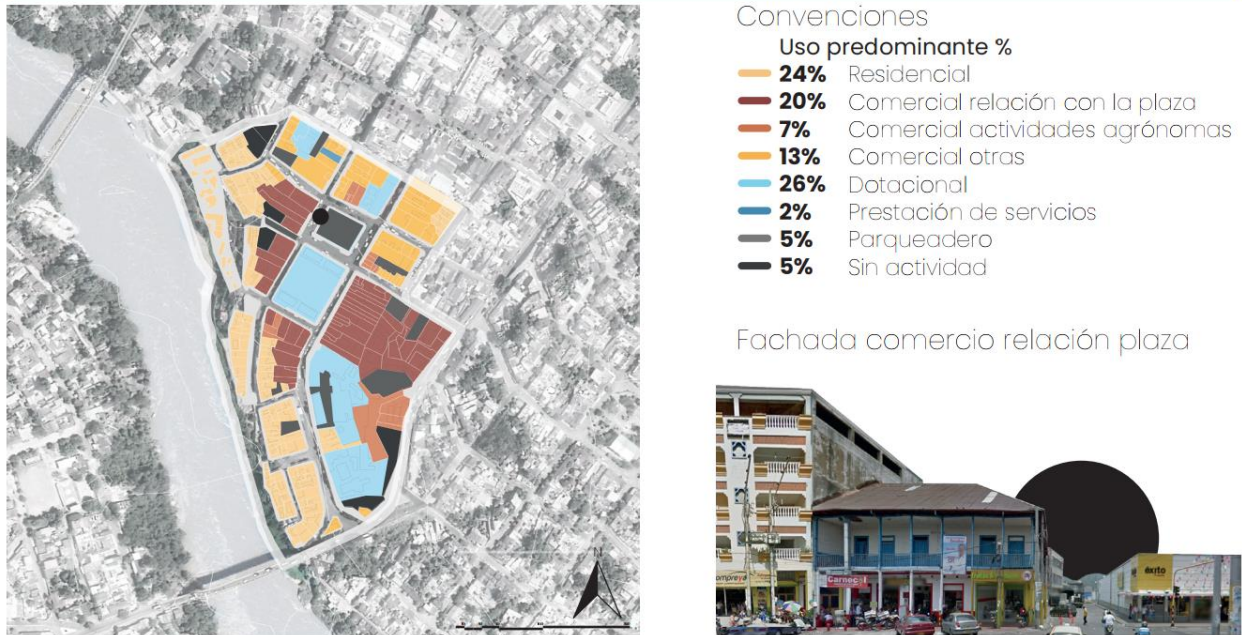 Convenciones
Uso predominante %
24% Residencial
20% Comercial relación con la plaza
7% Comercial actividades agrónomas
13% Comercial otras
26% Dotacional
2% Prestación de servicios
5% Parqueadero
5% Sin actividad
Fachada comercio relación plaza
éxito
Carnecol